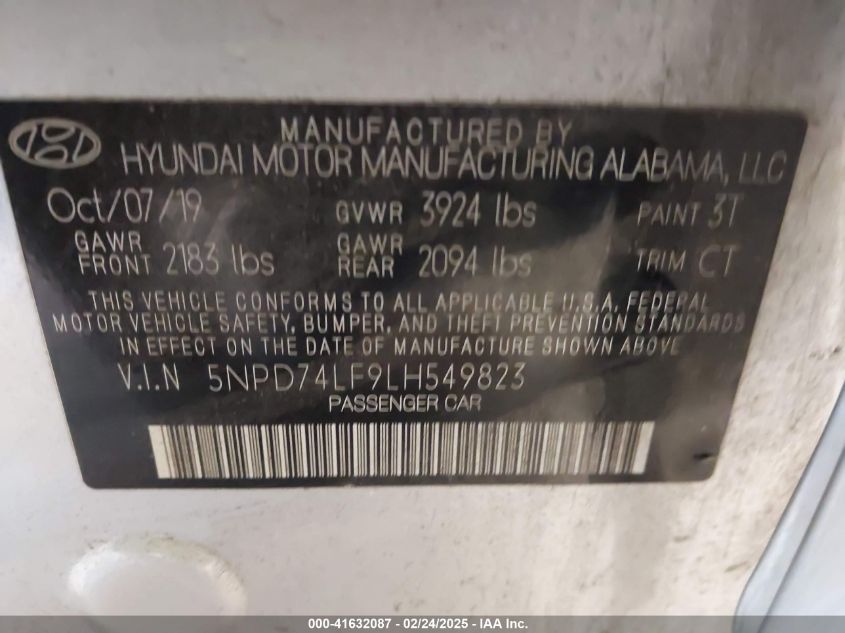 MANUFACTURED BY
HYUNDAI MOTOR MANUFACTURING ALABAMA, LLC
Oct/07/19 GVWR 3924 lbs PAINT 3T
GAWR FRONT 2183 lbs GAWR REAR 2094 lbs TRIM CT
THIS VEHICLE CONFORMS TO ALL APPLICABLE U.S.A. FEDERAL
MOTOR VEHICLE SAFETY, BUMPER, AND THEFT PREVENTION STANDARDS
IN EFFECT ON THE DATE OF MANUFACTURE SHOWN ABOVE.
V.I.N 5NPD74LF9LH549823
PASSENGER CAR
000-41632087 - 02/24/2025 - IAA Inc.